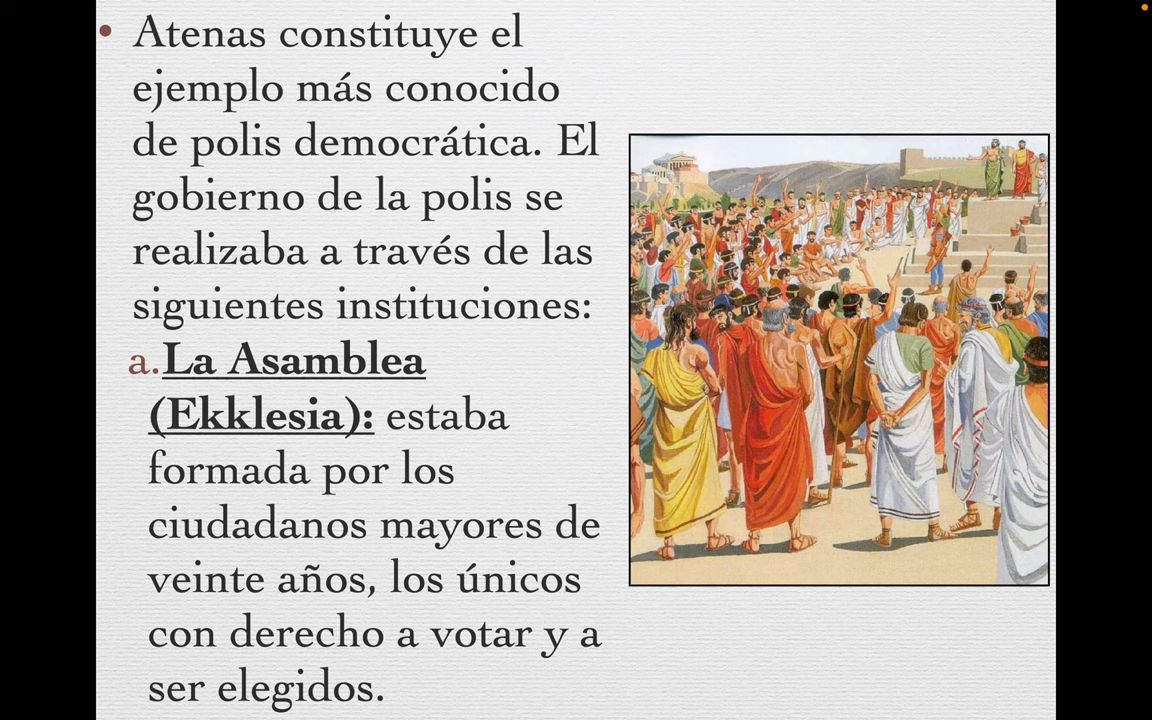 • Atenas constituye el
ejemplo más conocido
de polis democrática. El
gobierno de la polis se
realizaba a través de las
siguientes instituciones:
a. La Asamblea
(Ekklesia): estaba
formada por los
ciudadanos mayores de
veinte años, los únicos
con derecho a votar y a
ser elegidos.